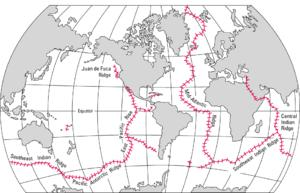 Juan de Fuca
Ridge
Mid-Atlantic
Ridge
Central
Indian
Ridge
Equator
East
Pacific
Rise
Southeast Indian
Ridge
Pacific
Antarctic Ridge
Southeast Indian Ridge